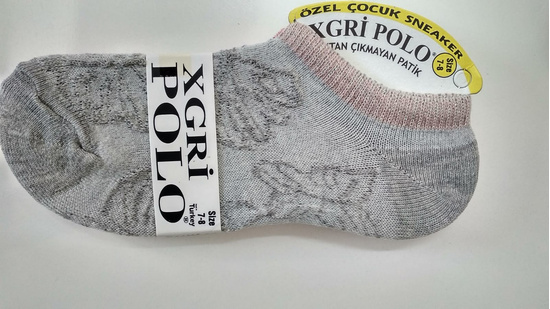 ÖZEL ÇOCUK SNEAKER
XGRİ POLO®
TAN ÇIKMAYAN PATİK
Size
7-8
XGRİ
POLO
Size
7-8
Turkey